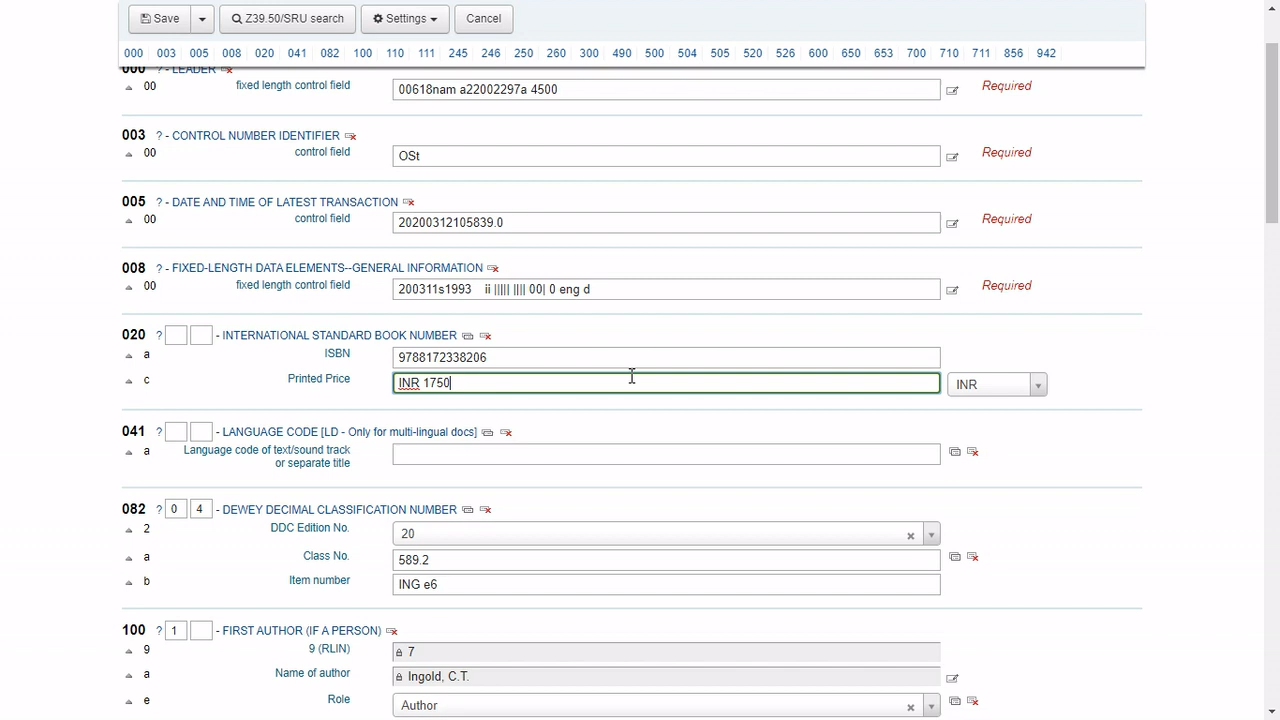 Save Z39.50/SRU search Settings Cancel
000 003 005 008 020 041 082 100 110 111 245 246 250 260 300 490 500 504 505 520 526 600 650 653 700 710 711 856 942
000 ? - LEADER
00 fixed length control field 00618nam a22002297a 4500 Required
003 ? - CONTROL NUMBER IDENTIFIER
00 control field OSt Required
005 ? - DATE AND TIME OF LATEST TRANSACTION
00 control field 20200312105839.0 Required
008 ? - FIXED-LENGTH DATA ELEMENTS--GENERAL INFORMATION
00 fixed length control field 200311s1993 ii ||||| |||| 00| 0 eng d Required
020 ? - INTERNATIONAL STANDARD BOOK NUMBER
a ISBN 9788172338206
c Printed Price INR 1750 INR
041 ? - LANGUAGE CODE [LD - Only for multi-lingual docs]
a Language code of text/sound track
or separate title
082 ? 0 4 - DEWEY DECIMAL CLASSIFICATION NUMBER
2 DDC Edition No. 20
a Class No. 589.2
b Item number ING e6
100 ? 1 - FIRST AUTHOR (IF A PERSON)
9 9 (RLIN) 7
a Name of author Ingold, C.T.
e Role Author